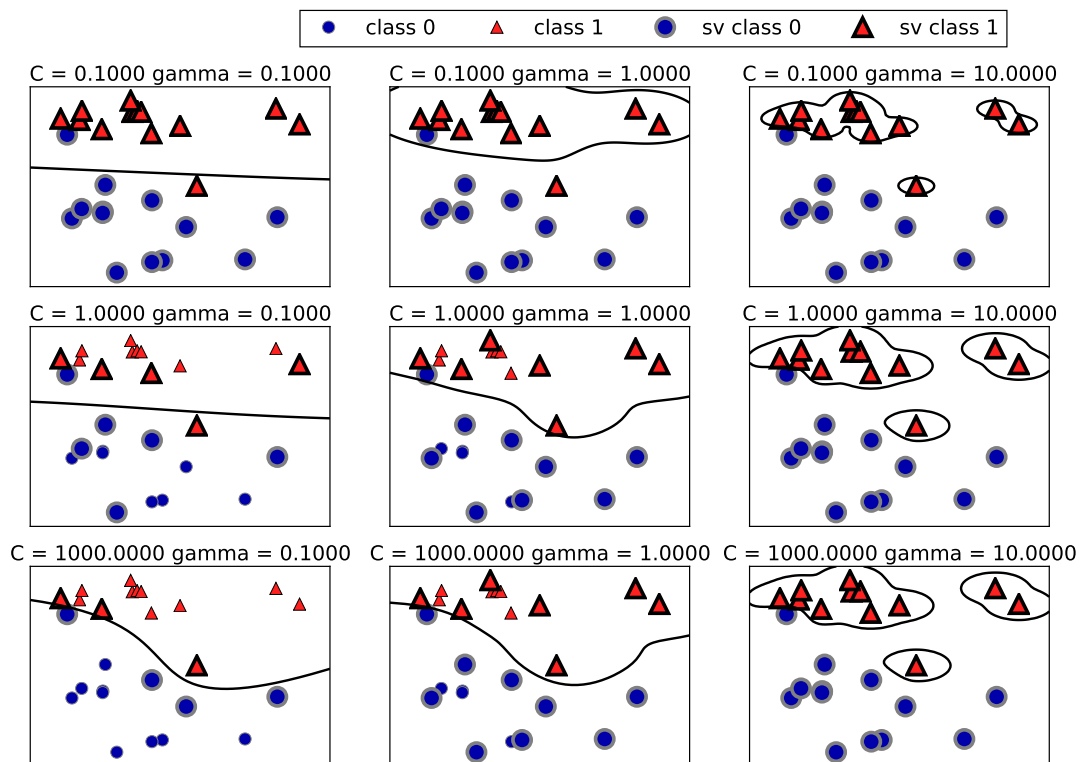 class 0 class 1 sv class 0 sv class 1
C = 0.1000 gamma = 0.1000
C = 0.1000 gamma = 1.0000
C = 0.1000 gamma = 10.0000
C = 1.0000 gamma = 0.1000
C = 1.0000 gamma = 1.0000
C = 1.0000 gamma = 10.0000
C = 1000.0000 gamma = 0.1000
C = 1000.0000 gamma = 1.0000
C = 1000.0000 gamma = 10.0000